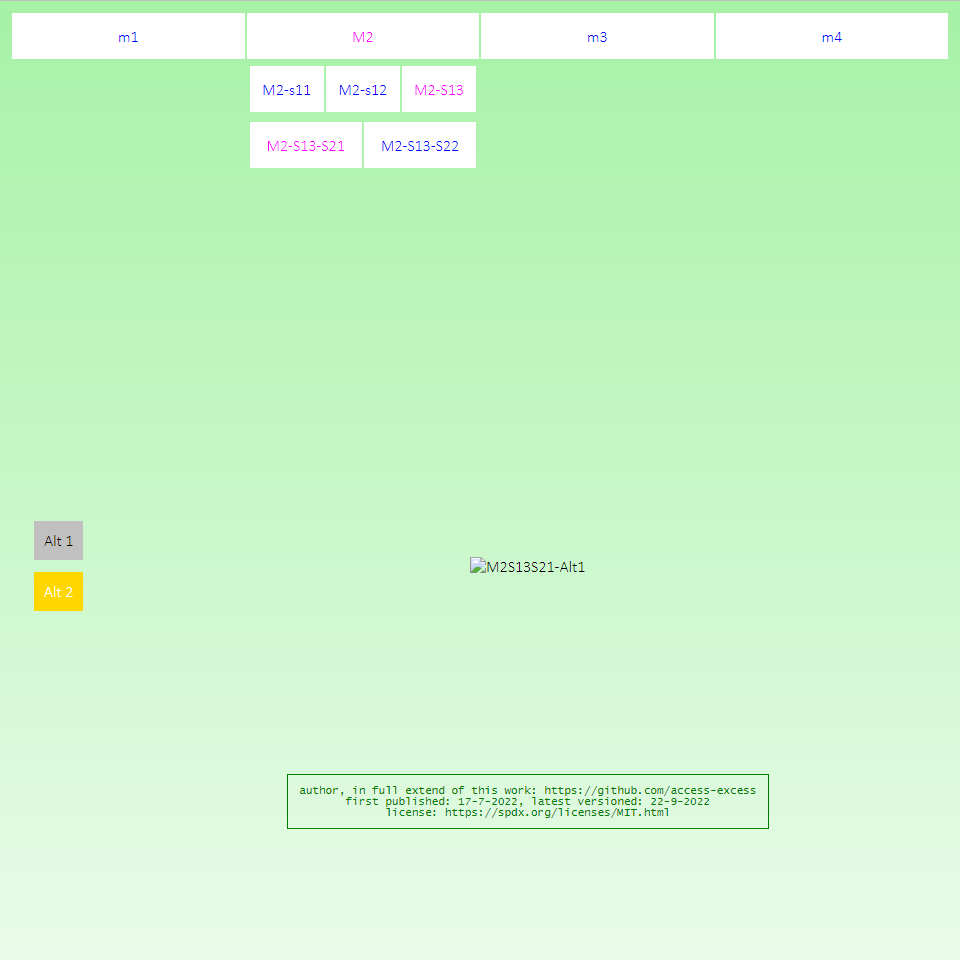 m1 M2 m3 m4
M2-s11 M2-s12 M2-S13
M2-S13-S21 M2-S13-S22
Alt 1
M2S13S21-Alt1
Alt 2
author, in full extend of this work: https://github.com/access-excess
first published: 17-7-2022, latest versioned: 22-9-2022
license: https://spdx.org/licenses/MIT.html